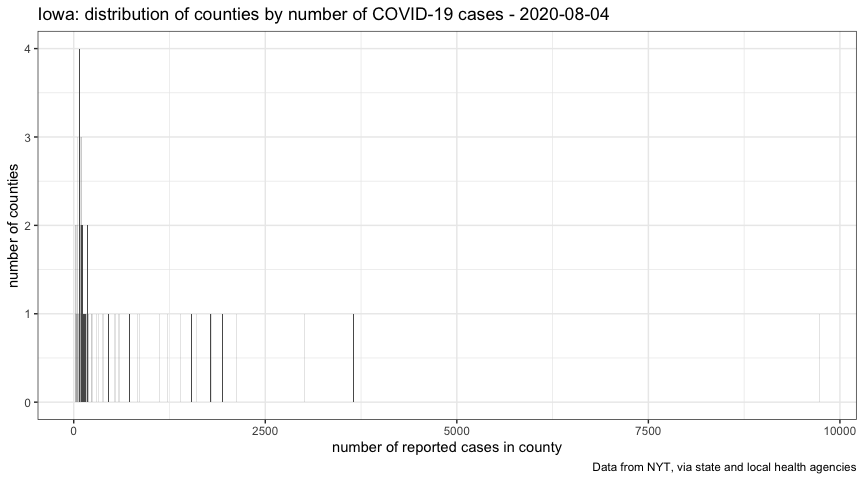 Iowa: distribution of counties by number of COVID-19 cases - 2020-08-04
4
3
2
1
0
number of counties
0 2500 5000 7500 10000
number of reported cases in county
Data from NYT, via state and local health agencies